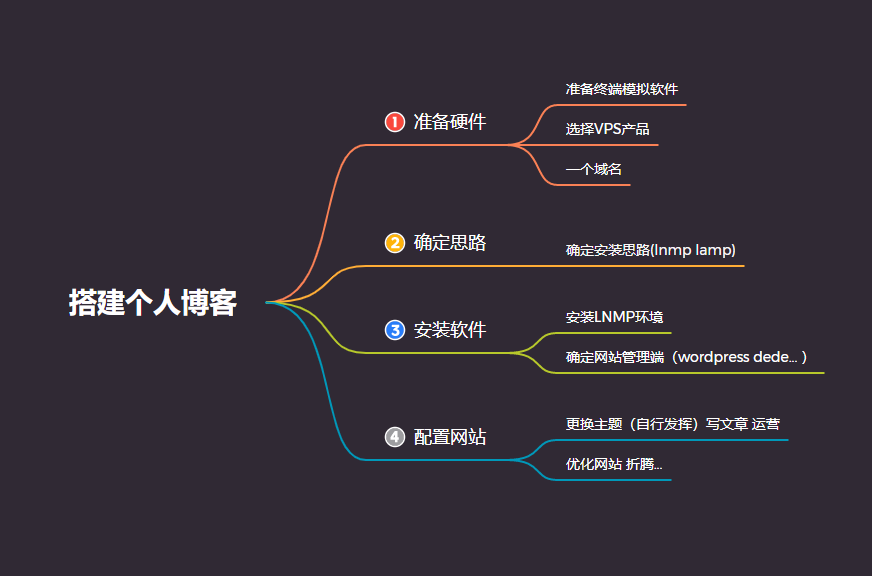 搭建个人博客
1 准备硬件
准备终端模拟软件
选择VPS产品
一个域名
2 确定思路
确定安装思路(lnmp lamp)
3 安装软件
安装LNMP环境
确定网站管理端（wordpress dede... ）
4 配置网站
更换主题（自行发挥）写文章 运营
优化网站 折腾...